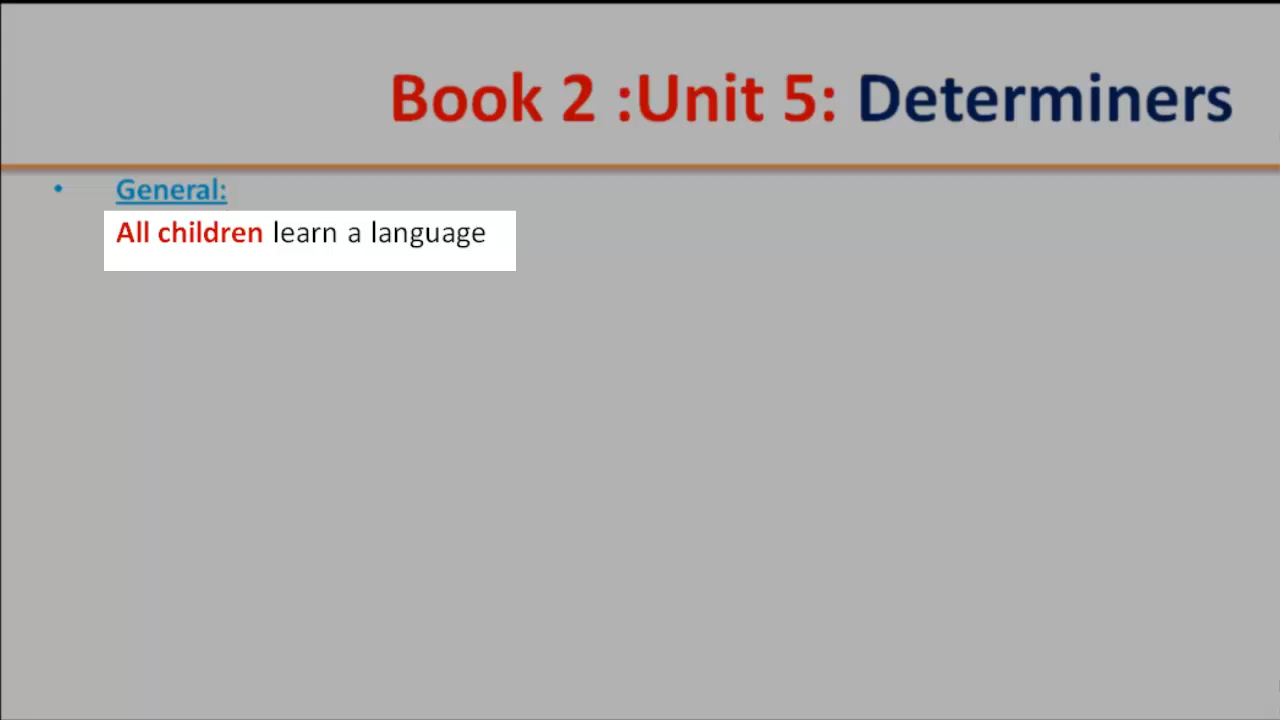 Book 2 :Unit 5: Determiners
• General:
All children learn a language